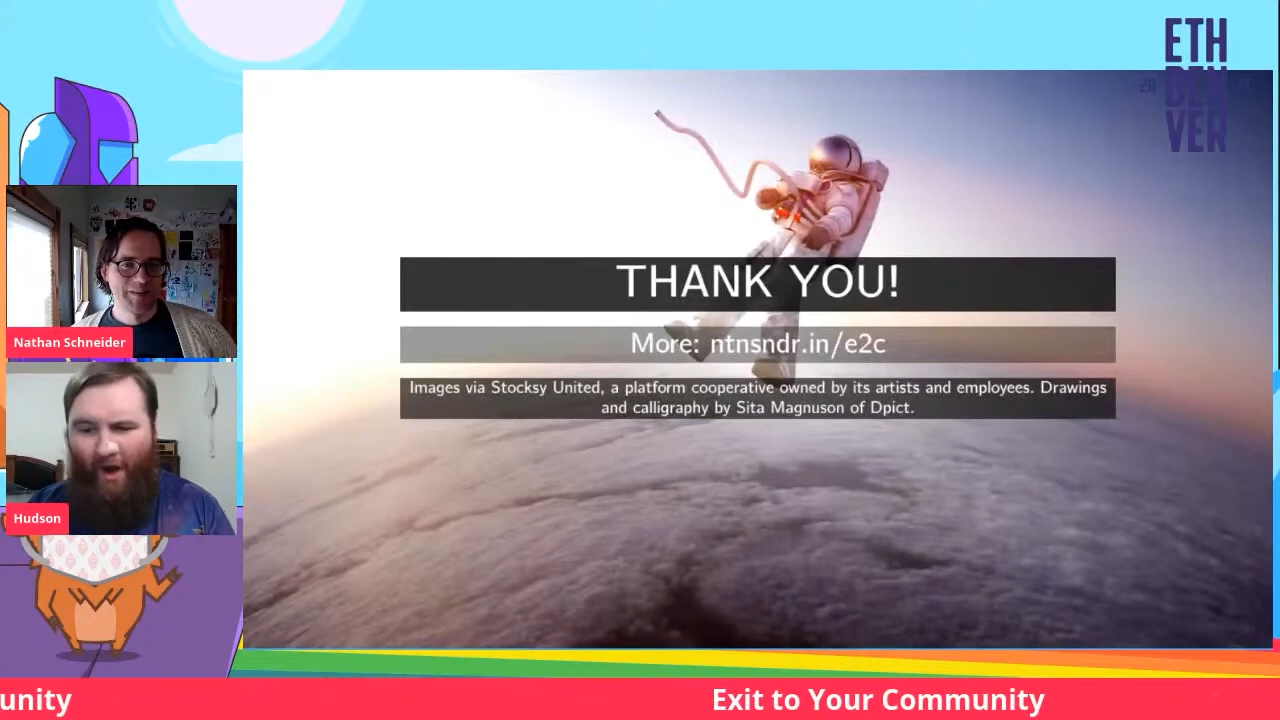 ETH
DEN
VER
THANK YOU!
More: ntnsndr.in/e2c
Images via Stocksy United, a platform cooperative owned by its artists and employees. Drawings
and calligraphy by Sita Magnuson of Dpict.
Nathan Schneider
Hudson
unity
Exit to Your Community